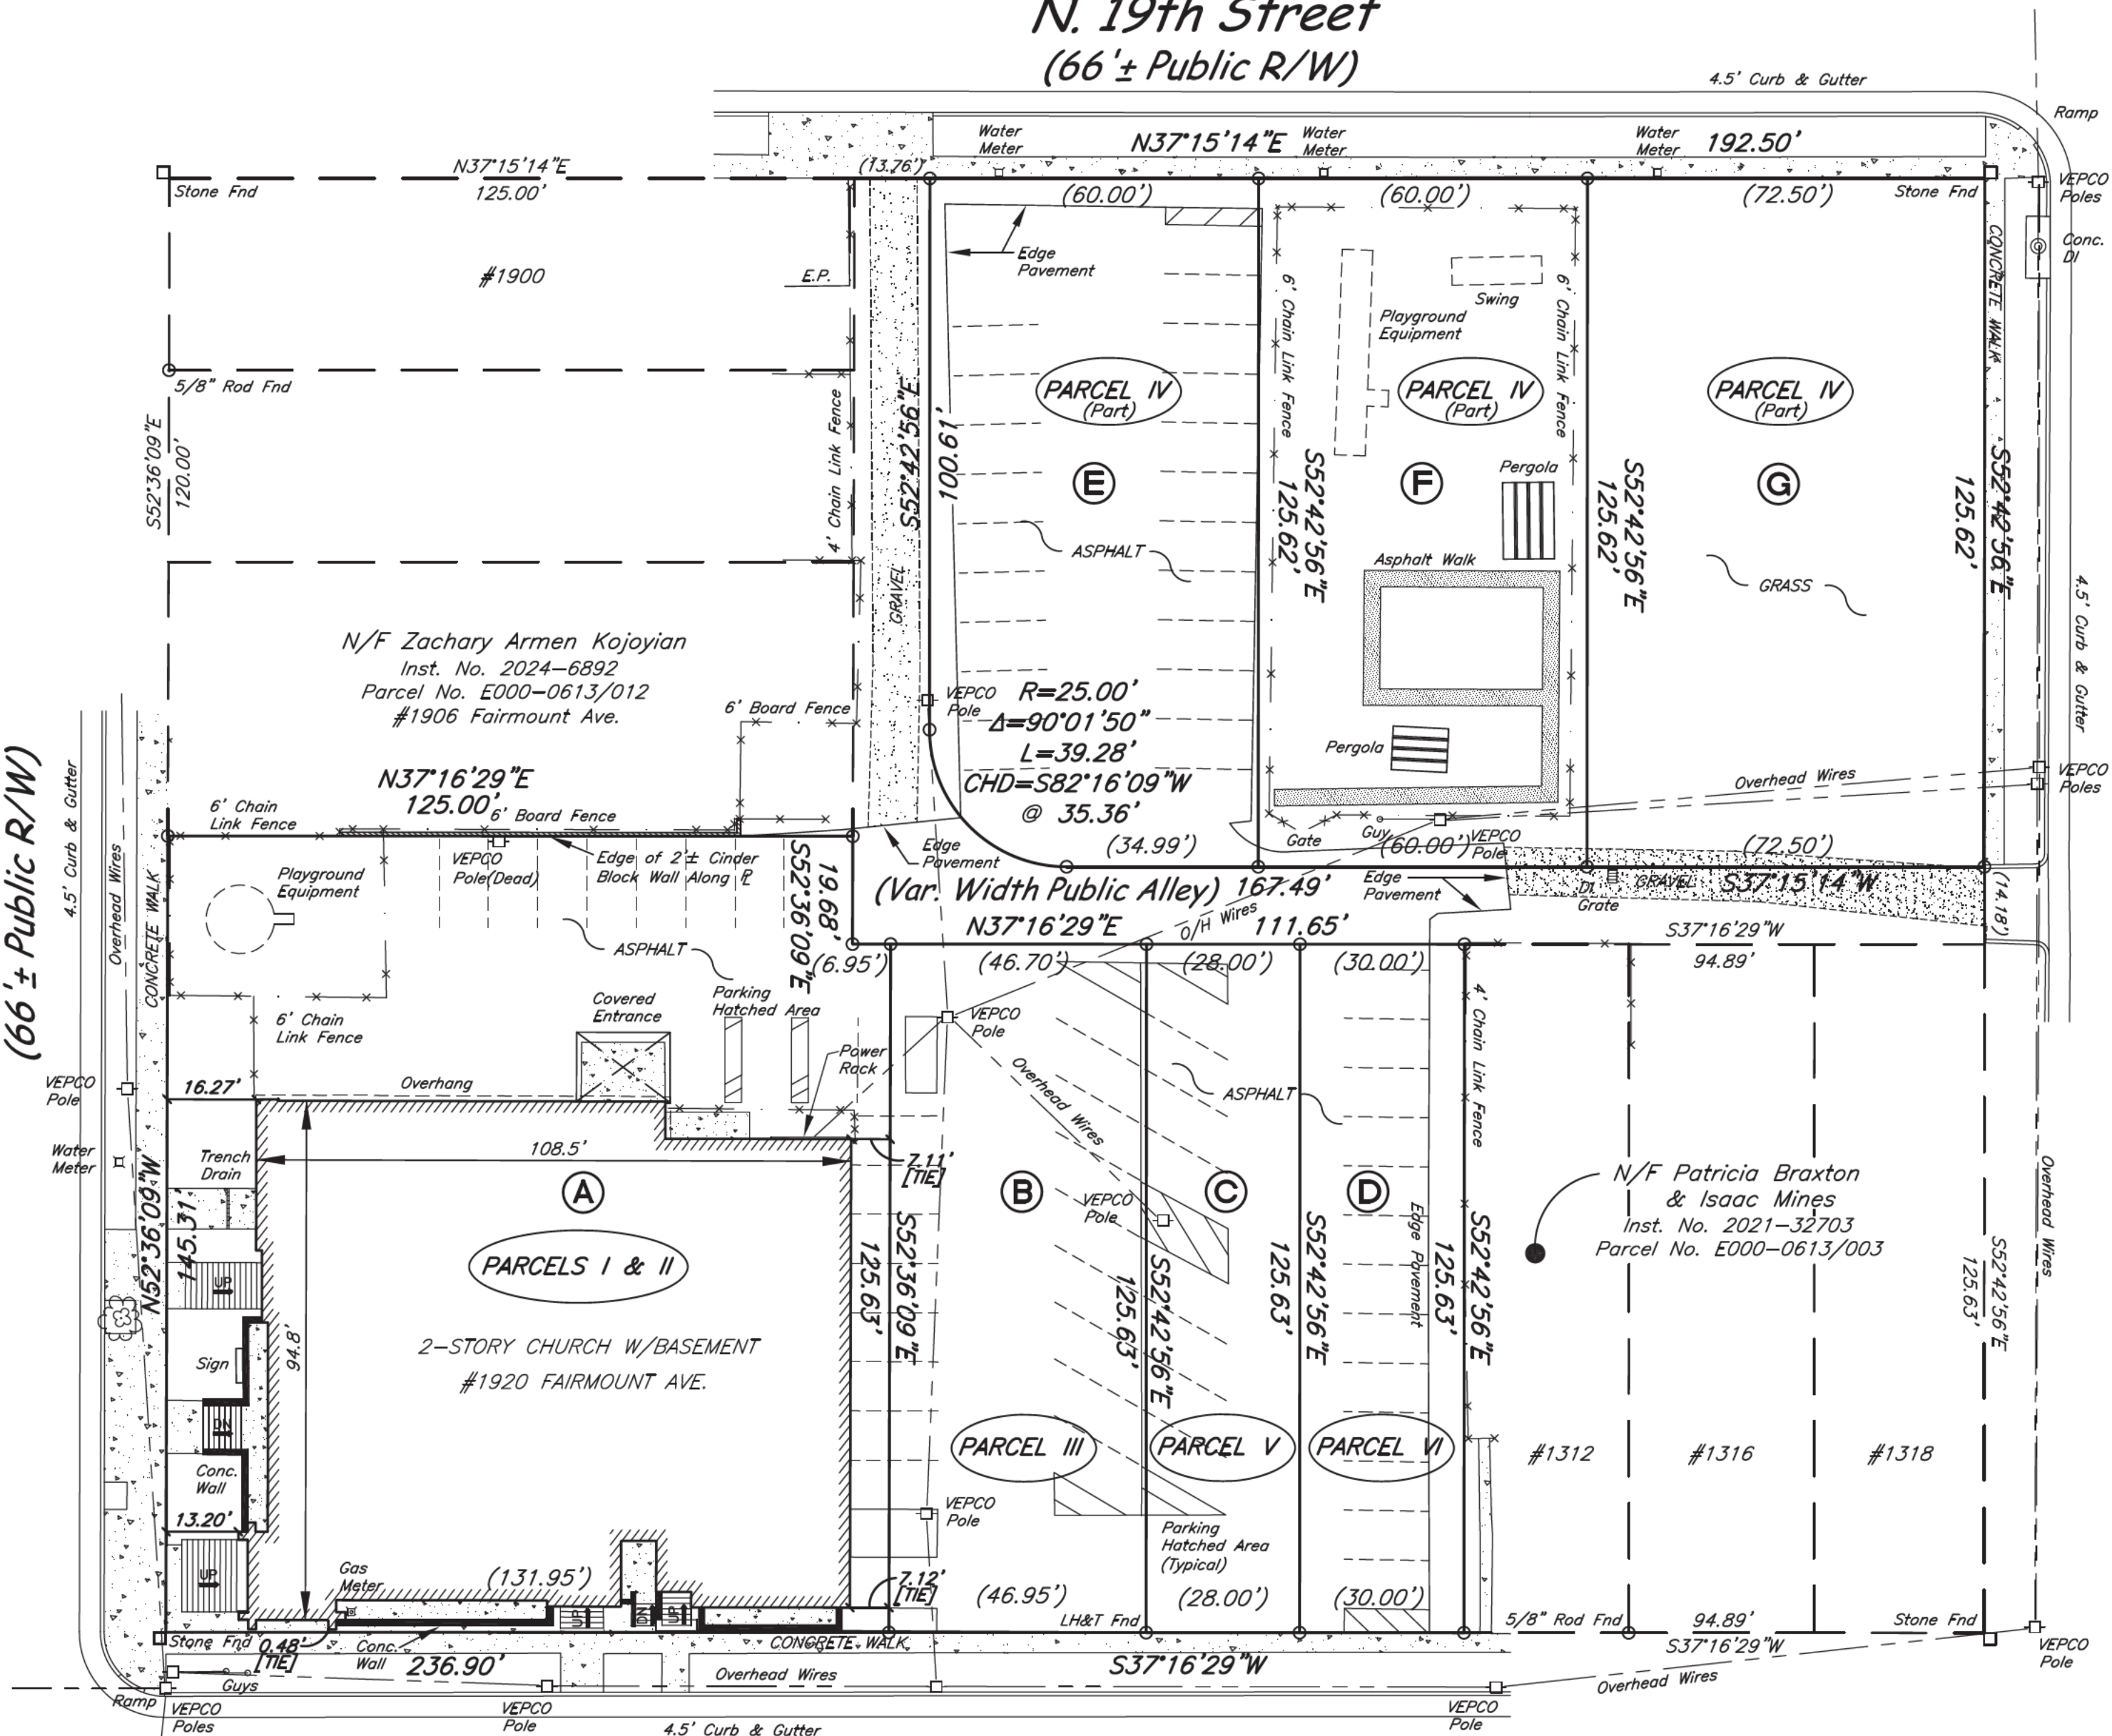 N. 19th Street
(66'± Public R/W)
4.5' Curb & Gutter
Ramp
Water
Meter
N37°15'14"E
Water
Meter
Water
Meter
192.50'
N37°15'14"E
125.00'
(13.76')
Stone Fnd
(60.00')
(60.00')
(72.50')
Stone Fnd
VEPCO
Poles
#1900
E.P.
Edge
Pavement
Swing
Playground
Equipment
6' Chain Link Fence
6' Chain Link Fence
CONCRETE WALK
Conc.
DI
5/8" Rod Fnd
S52°36'09"E
120.00'
4' Chain Link Fence
S52°42'56"E
100.61'
GRAVEL
PARCEL IV
(Part)
PARCEL IV
(Part)
PARCEL IV
(Part)
E
F
G
Pergola
S52°42'56"E
125.62'
S52°42'56"E
125.62'
S52°42'56"E
125.62'
ASPHALT
Asphalt Walk
GRASS
4.5' Curb & Gutter
N/F Zachary Armen Kojoyian
Inst. No. 2024-6892
Parcel No. E000-0613/012
#1906 Fairmount Ave.
6' Board Fence
VEPCO
Pole
R=25.00'
Δ=90°01'50"
L=39.28'
CHD=S82°16'09"W
@ 35.36'
Pergola
Overhead Wires
VEPCO
Poles
(66'± Public R/W)
4.5' Curb & Gutter
Overhead Wires
CONCRETE WALK
N37°16'29"E
125.00'
6' Chain
Link Fence
6' Board Fence
Edge
Pavement
(34.99')
Gate
Guy
(60.00')
VEPCO
Pole
(72.50')
Playground
Equipment
VEPCO
Pole(Dead)
Edge of 2'± Cinder
Block Wall Along ⅊
S52°36'09"E
19.68'
(Var. Width Public Alley)
167.49'
Edge
Pavement
DI
Grate
GRAVEL
S37°15'14"W
(14.18')
N37°16'29"E
O/H Wires
111.65'
S37°16'29"W
94.89'
ASPHALT
(6.95')
(46.70')
(28.00')
(30.00')
6' Chain
Link Fence
Covered
Entrance
Parking
Hatched Area
Power
Rack
VEPCO
Pole
Overhead Wires
4' Chain Link Fence
VEPCO
Pole
16.27'
Overhang
ASPHALT
Water
Meter
Trench
Drain
108.5'
7.11'
[TIE]
A
B
C
D
VEPCO
Pole
N/F Patricia Braxton
& Isaac Mines
Inst. No. 2021-32703
Parcel No. E000-0613/003
Overhead Wires
N52°36'09"W
145.31'
UP
PARCELS I & II
125.63'
S52°36'09"E
125.63'
S52°42'56"E
125.63'
S52°42'56"E
Edge Pavement
125.63'
S52°42'56"E
S52°42'56"E
125.63'
94.8'
2-STORY CHURCH W/BASEMENT
#1920 FAIRMOUNT AVE.
Sign
DN
PARCEL III
PARCEL V
PARCEL VI
#1312
#1316
#1318
Conc.
Wall
13.20'
VEPCO
Pole
Parking
Hatched Area
(Typical)
UP
Gas
Meter
(131.95')
7.12'
[TIE]
(46.95')
(28.00')
(30.00')
UP
DN
UP
LH&T Fnd
5/8" Rod Fnd
94.89'
Stone Fnd
Stone Fnd
0.48'
[TIE]
Conc.
Wall
CONCRETE WALK
S37°16'29"W
236.90'
Overhead Wires
S37°16'29"W
Overhead Wires
VEPCO
Pole
Guys
Ramp
VEPCO
Poles
VEPCO
Pole
4.5' Curb & Gutter
VEPCO
Pole